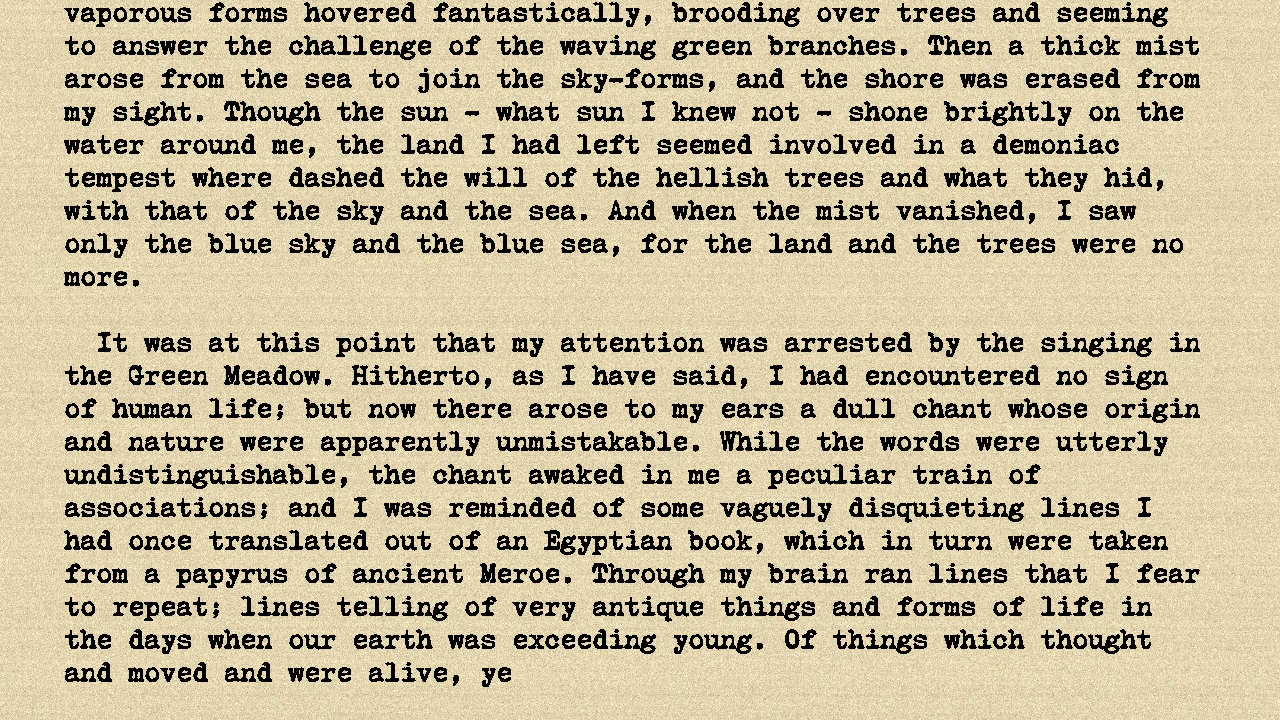 vaporous forms hovered fantastically, brooding over trees and seeming
to answer the challenge of the waving green branches. Then a thick mist
arose from the sea to join the sky-forms, and the shore was erased from
my sight. Though the sun – what sun I knew not – shone brightly on the
water around me, the land I had left seemed involved in a demoniac
tempest where dashed the will of the hellish trees and what they hid,
with that of the sky and the sea. And when the mist vanished, I saw
only the blue sky and the blue sea, for the land and the trees were no
more.
It was at this point that my attention was arrested by the singing in
the Green Meadow. Hitherto, as I have said, I had encountered no sign
of human life; but now there arose to my ears a dull chant whose origin
and nature were apparently unmistakable. While the words were utterly
undistinguishable, the chant awaked in me a peculiar train of
associations; and I was reminded of some vaguely disquieting lines I
had once translated out of an Egyptian book, which in turn were taken
from a papyrus of ancient Meroe. Through my brain ran lines that I fear
to repeat; lines telling of very antique things and forms of life in
the days when our earth was exceeding young. Of things which thought
and moved and were alive, ye